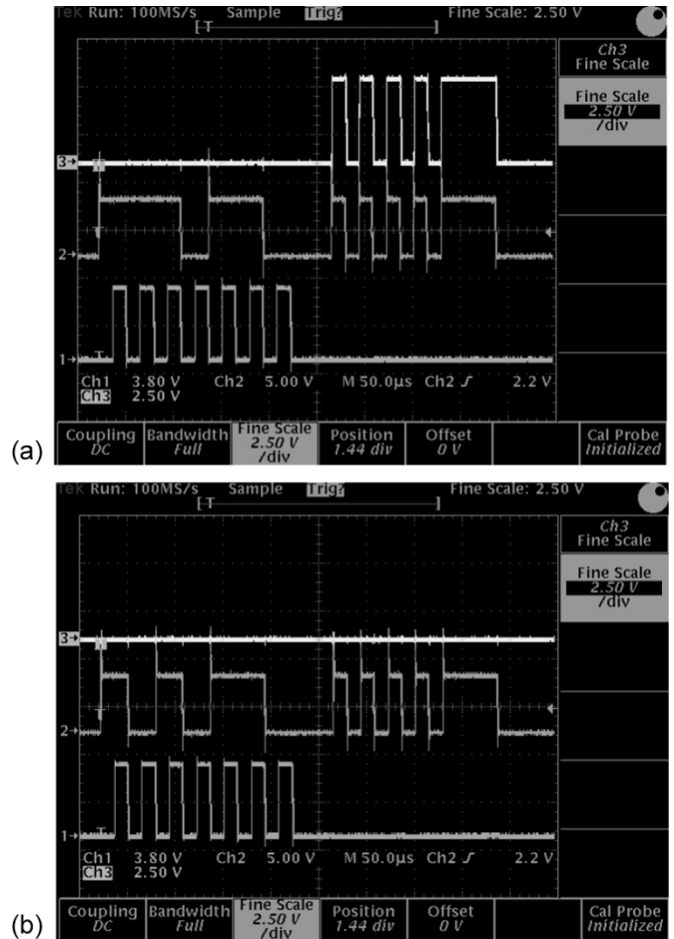 Tek Run: 100MS/s Sample Trig? Fine Scale: 2.50 V
[ T ]
Ch3
Fine Scale
Fine Scale
2.50 V
/div
3
T
2
1
Ch1 3.80 V Ch2 5.00 V M 50.0μs Ch2 2.2 V
Ch3 2.50 V
Coupling
DC
Bandwidth
Full
Fine Scale
2.50 V
/div
Position
1.44 div
Offset
0 V
Cal Probe
Initialized
(a)
Tek Run: 100MS/s Sample Trig? Fine Scale: 2.50 V
[ T ]
Ch3
Fine Scale
Fine Scale
2.50 V
/div
3
T
2
1
Ch1 3.80 V Ch2 5.00 V M 50.0μs Ch2 2.2 V
Ch3 2.50 V
Coupling
DC
Bandwidth
Full
Fine Scale
2.50 V
/div
Position
1.44 div
Offset
0 V
Cal Probe
Initialized
(b)